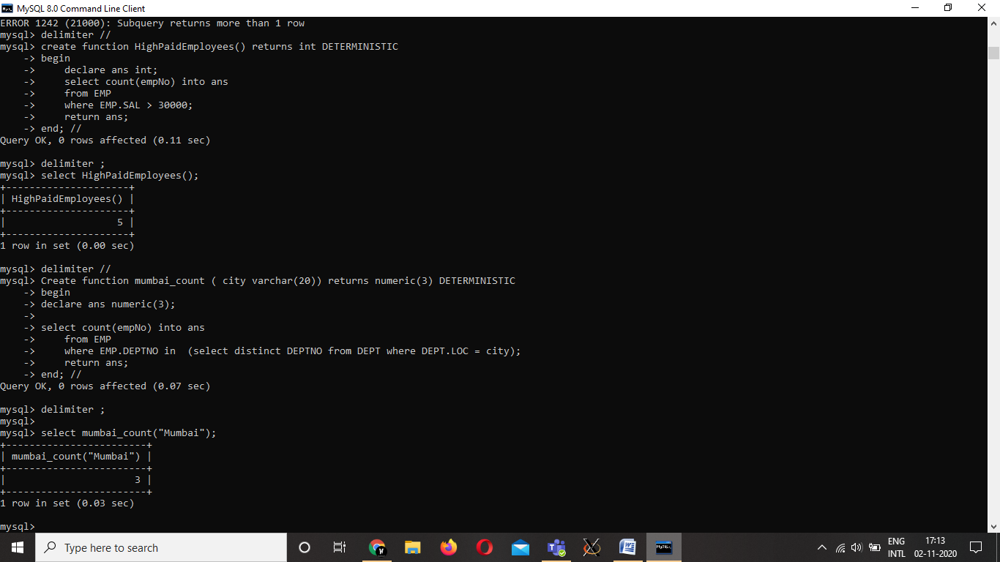 MySQL 8.0 Command Line Client
ERROR 1242 (21000): Subquery returns more than 1 row
mysql> delimiter //
mysql> create function HighPaidEmployees() returns int DETERMINISTIC
    -> begin
    ->     declare ans int;
    ->     select count(empNo) into ans
    ->     from EMP
    ->     where EMP.SAL > 30000;
    ->     return ans;
    -> end; //
Query OK, 0 rows affected (0.11 sec)
mysql> delimiter ;
mysql> select HighPaidEmployees();
+---------------------+
| HighPaidEmployees() |
+---------------------+
|                   5 |
+---------------------+
1 row in set (0.00 sec)
mysql> delimiter //
mysql> Create function mumbai_count ( city varchar(20)) returns numeric(3) DETERMINISTIC
    -> begin
    -> declare ans numeric(3);
    ->
    -> select count(empNo) into ans
    ->     from EMP
    ->     where EMP.DEPTNO in  (select distinct DEPTNO from DEPT where DEPT.LOC = city);
    ->     return ans;
    -> end; //
Query OK, 0 rows affected (0.07 sec)
mysql> delimiter ;
mysql>
mysql> select mumbai_count("Mumbai");
+------------------------+
| mumbai_count("Mumbai") |
+------------------------+
|                      3 |
+------------------------+
1 row in set (0.03 sec)
mysql>
Type here to search
ENG 17:13
INTL 02-11-2020